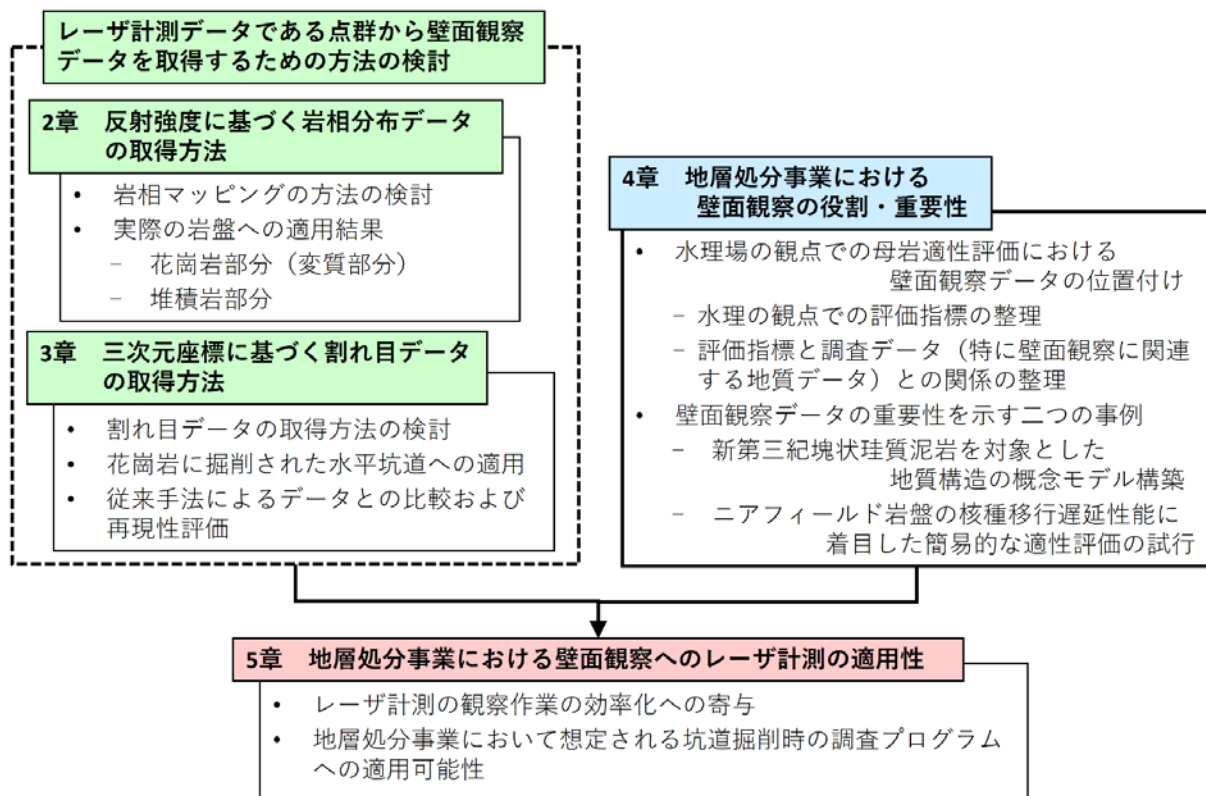 レーザ計測データである点群から壁面観察
データを取得するための方法の検討
2章 反射強度に基づく岩相分布データ
の取得方法
• 岩相マッピングの方法の検討
• 実際の岩盤への適用結果
− 花崗岩部分（変質部分）
− 堆積岩部分
3章 三次元座標に基づく割れ目データ
の取得方法
• 割れ目データの取得方法の検討
• 花崗岩に掘削された水平坑道への適用
• 従来手法によるデータとの比較および
再現性評価
4章 地層処分事業における
壁面観察の役割・重要性
• 水理場の観点での母岩適性評価における
壁面観察データの位置付け
− 水理の観点での評価指標の整理
− 評価指標と調査データ（特に壁面観察に関連
する地質データ）との関係の整理
• 壁面観察データの重要性を示す二つの事例
− 新第三紀塊状珪質泥岩を対象とした
地質構造の概念モデル構築
− ニアフィールド岩盤の核種移行遅延性能に
着目した簡易的な適性評価の試行
5章 地層処分事業における壁面観察へのレーザ計測の適用性
• レーザ計測の観察作業の効率化への寄与
• 地層処分事業において想定される坑道掘削時の調査プログラム
への適用可能性